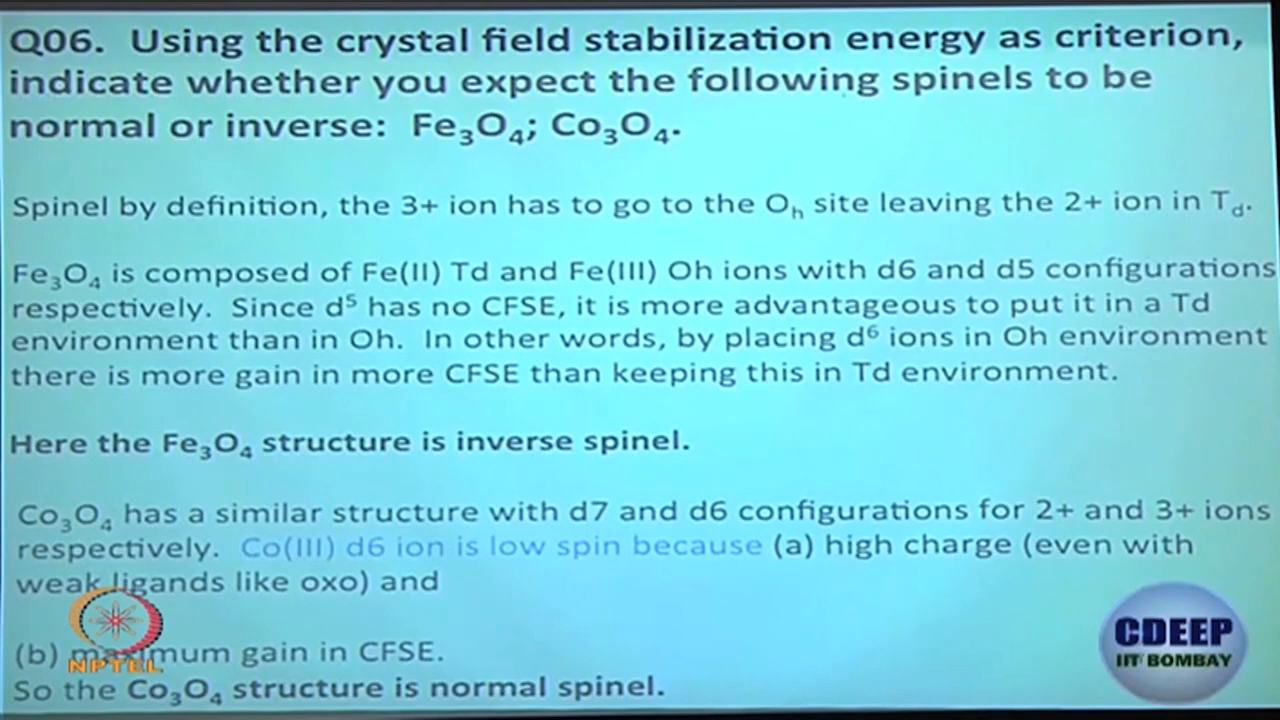 Q06. Using the crystal field stabilization energy as criterion,
indicate whether you expect the following spinels to be
normal or inverse: Fe₃O₄; Co₃O₄.
Spinel by definition, the 3+ ion has to go to the Oₕ site leaving the 2+ ion in T_d.
Fe₃O₄ is composed of Fe(II) Td and Fe(III) Oh ions with d6 and d5 configurations
respectively. Since d⁵ has no CFSE, it is more advantageous to put it in a Td
environment than in Oh. In other words, by placing d⁶ ions in Oh environment
there is more gain in more CFSE than keeping this in Td environment.
Here the Fe₃O₄ structure is inverse spinel.
Co₃O₄ has a similar structure with d7 and d6 configurations for 2+ and 3+ ions
respectively. Co(III) d6 ion is low spin because (a) high charge (even with
weak ligands like oxo) and
(b) maximum gain in CFSE.
So the Co₃O₄ structure is normal spinel.
NPTEL
CDEEP
IIT BOMBAY